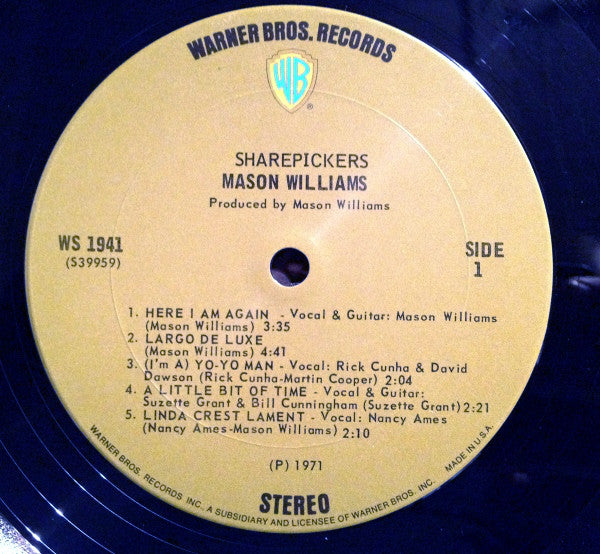 WARNER BROS. RECORDS
WB
®
SHAREPICKERS
MASON WILLIAMS
Produced by Mason Williams
WS 1941
(S39959)
SIDE
1
1. HERE I AM AGAIN - Vocal & Guitar: Mason Williams
(Mason Williams) 3:35
2. LARGO DE LUXE
(Mason Williams) 4:41
3. (I'm A) YO-YO MAN - Vocal: Rick Cunha & David
Dawson (Rick Cunha-Martin Cooper) 2:04
4. A LITTLE BIT OF TIME - Vocal & Guitar:
Suzette Grant & Bill Cunningham (Suzette Grant) 2:21
5. LINDA CREST LAMENT - Vocal: Nancy Ames
(Nancy Ames-Mason Williams) 2:10
(P) 1971
STEREO
WARNER BROS. RECORDS INC. A SUBSIDIARY AND LICENSEE OF WARNER BROS. INC. MADE IN U.S.A.